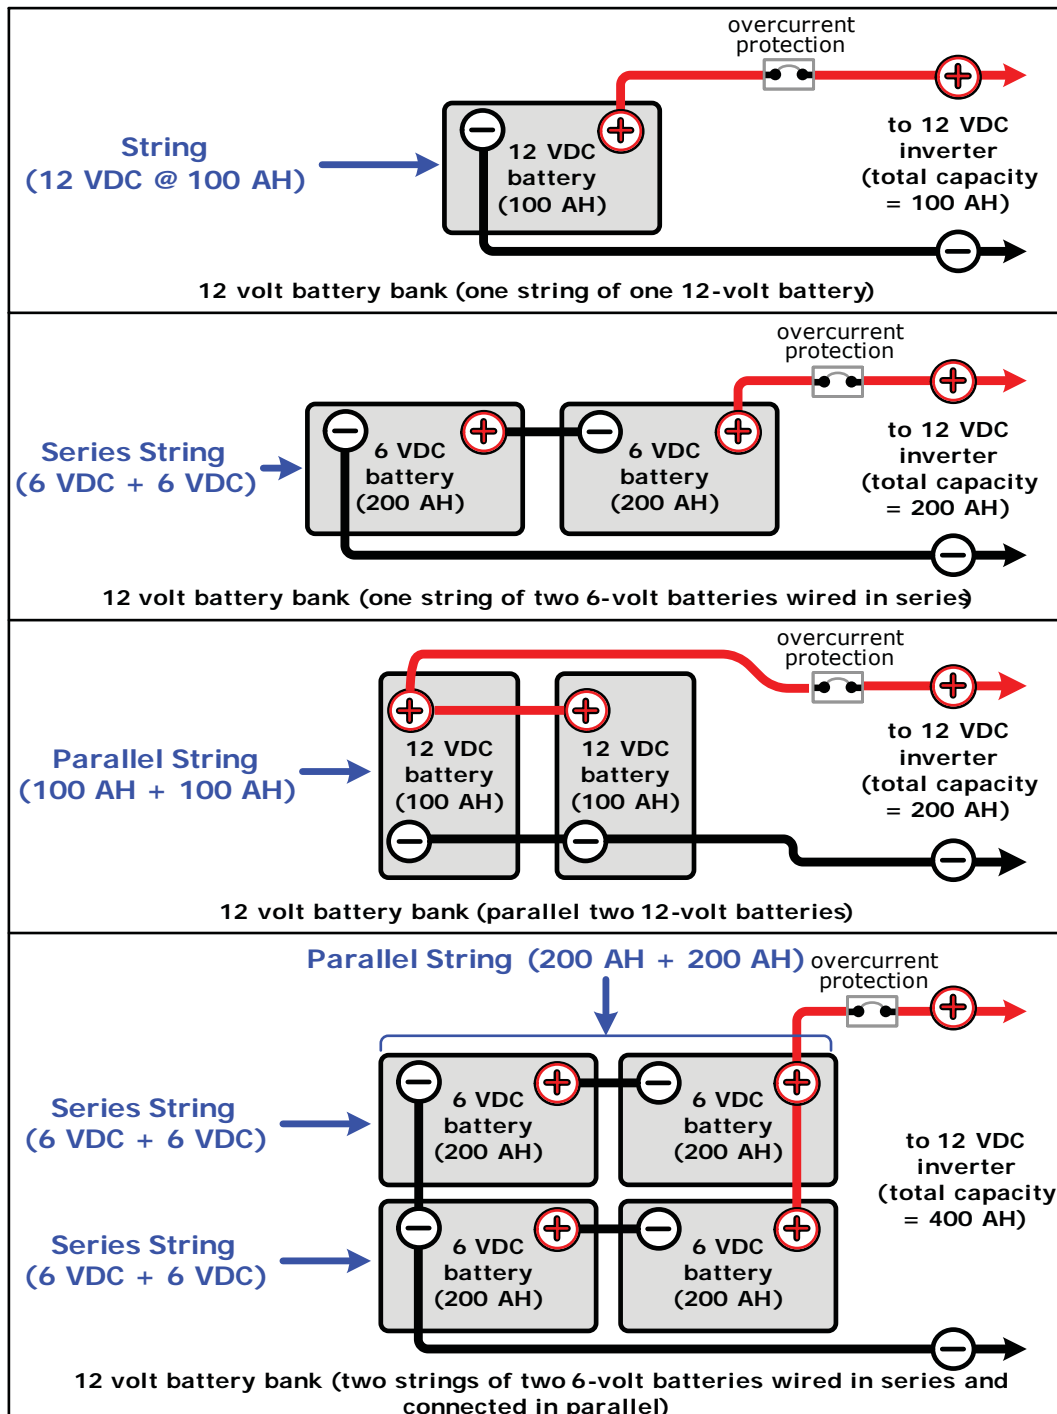 overcurrent
protection
String
(12 VDC @ 100 AH)
12 VDC
battery
(100 AH)
to 12 VDC
inverter
(total capacity
= 100 AH)
12 volt battery bank (one string of one 12-volt battery)
overcurrent
protection
Series String
(6 VDC + 6 VDC)
6 VDC
battery
(200 AH)
6 VDC
battery
(200 AH)
to 12 VDC
inverter
(total capacity
= 200 AH)
12 volt battery bank (one string of two 6-volt batteries wired in series)
overcurrent
protection
Parallel String
(100 AH + 100 AH)
12 VDC
battery
(100 AH)
12 VDC
battery
(100 AH)
to 12 VDC
inverter
(total capacity
= 200 AH)
12 volt battery bank (parallel two 12-volt batteries)
Parallel String (200 AH + 200 AH)
overcurrent
protection
Series String
(6 VDC + 6 VDC)
6 VDC
battery
(200 AH)
6 VDC
battery
(200 AH)
to 12 VDC
inverter
(total capacity
= 400 AH)
Series String
(6 VDC + 6 VDC)
6 VDC
battery
(200 AH)
6 VDC
battery
(200 AH)
12 volt battery bank (two strings of two 6-volt batteries wired in series and
connected in parallel)